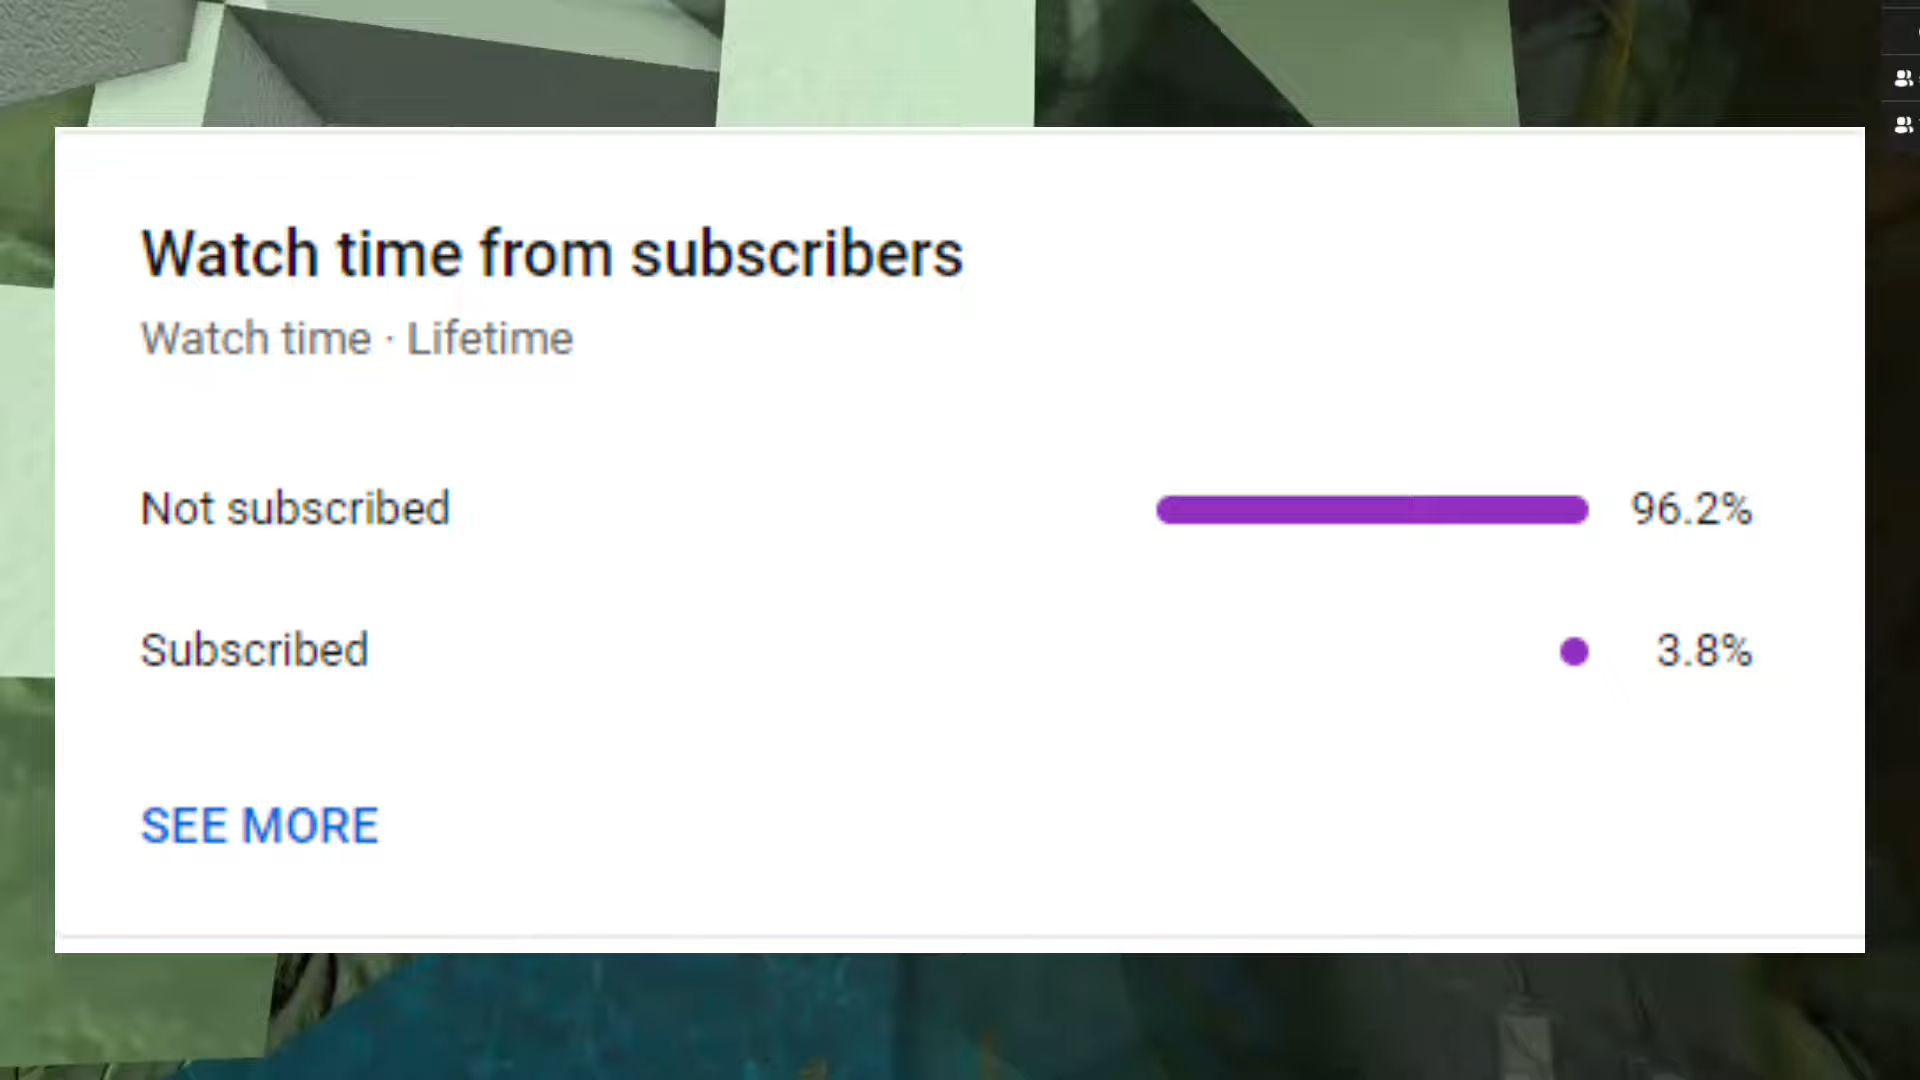 Watch time from subscribers
Watch time · Lifetime
Not subscribed 96.2%
Subscribed 3.8%
SEE MORE